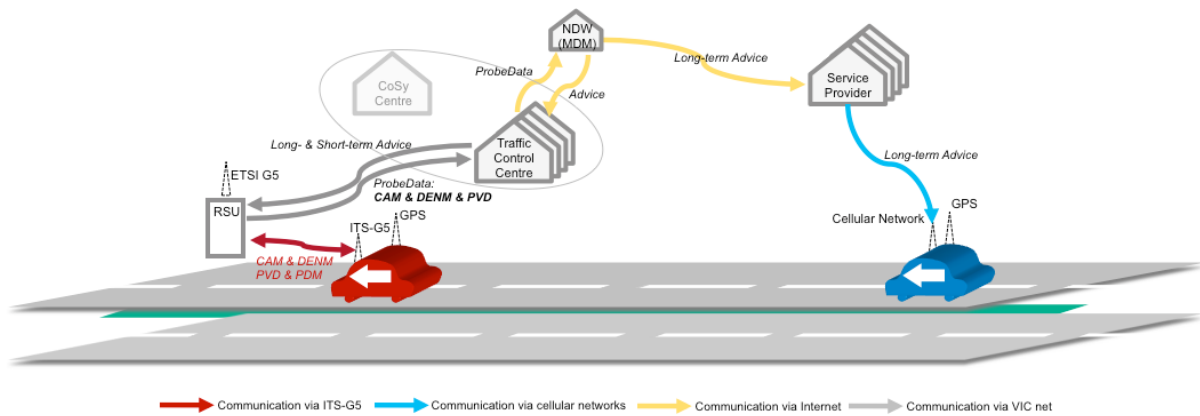 NDW
(MDM)
Long-term Advice
ProbeData
CoSy
Centre
Advice
Service
Provider
Long- & Short-term Advice
Traffic
Control
Centre
Long-term Advice
ETSI G5
ProbeData:
CAM & DENM & PVD
RSU
GPS
GPS
ITS-G5
Cellular Network
CAM & DENM
PVD & PDM
Communication via ITS-G5
Communication via cellular networks
Communication via Internet
Communication via VIC net